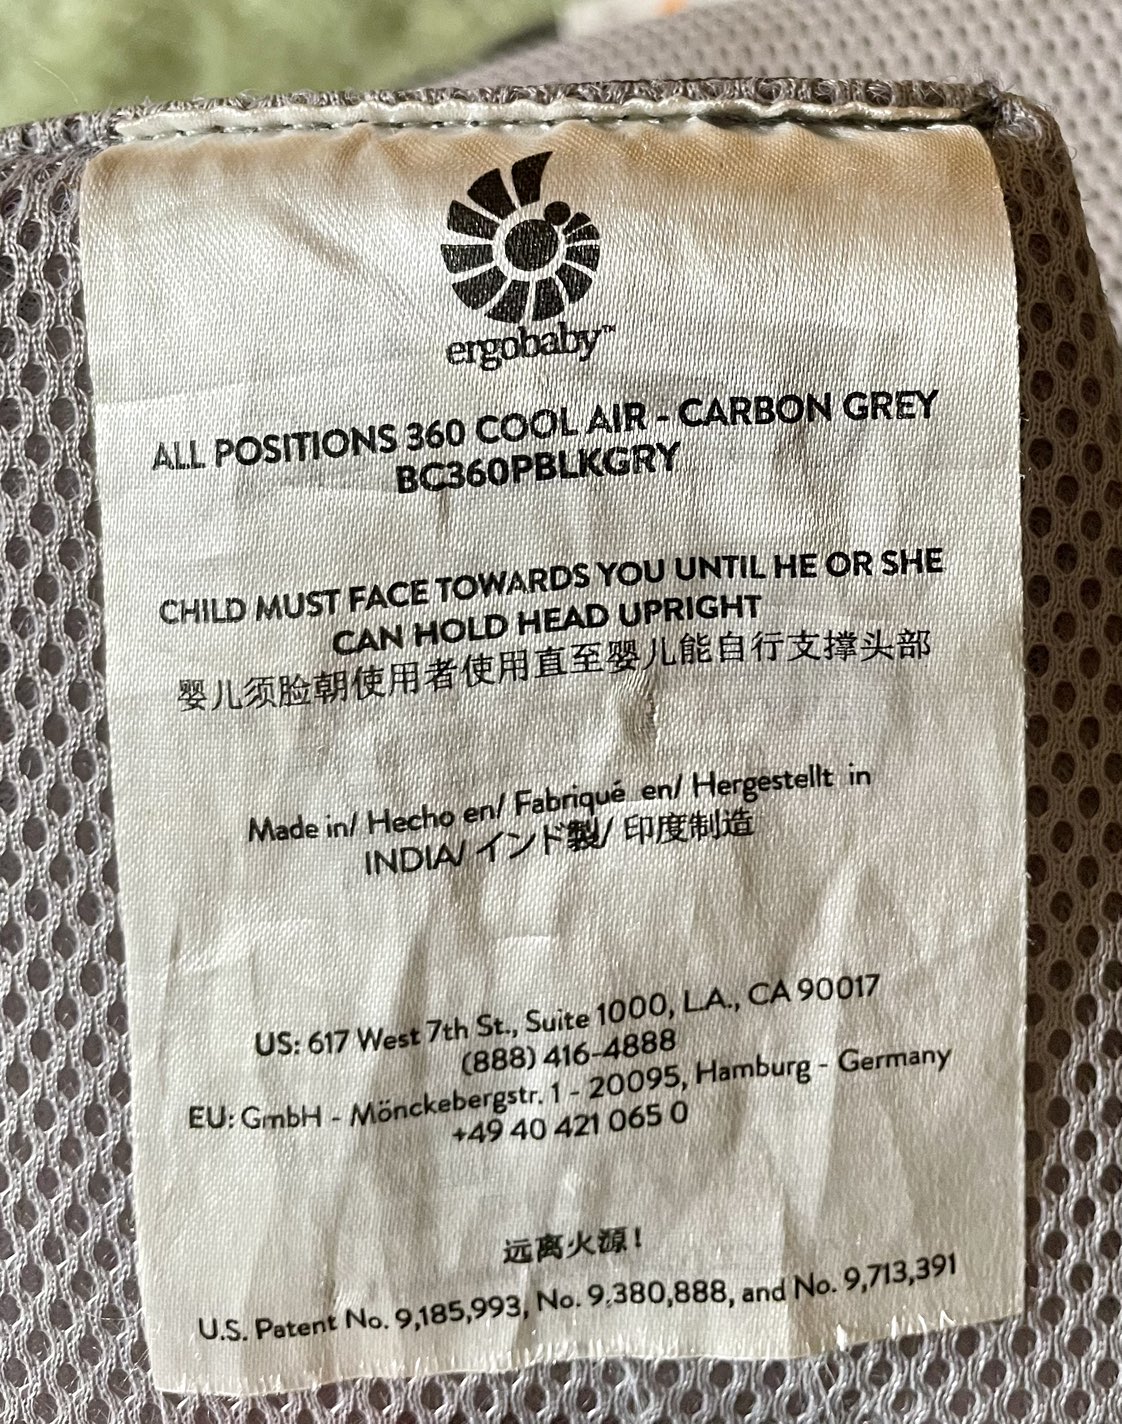 ergobaby™
ALL POSITIONS 360 COOL AIR - CARBON GREY
BC360PBLKGRY
CHILD MUST FACE TOWARDS YOU UNTIL HE OR SHE
CAN HOLD HEAD UPRIGHT
婴儿须脸朝使用者使用直至婴儿能自行支撑头部
Made in/ Hecho en/ Fabriqué en/ Hergestellt in
INDIA/ インド製/ 印度制造
US: 617 West 7th St., Suite 1000, L.A., CA 90017
(888) 416-4888
EU: GmbH - Mönckebergstr. 1 - 20095, Hamburg - Germany
+49 40 421 065 0
远离火源!
U.S. Patent No. 9,185,993, No. 9,380,888, and No. 9,713,391